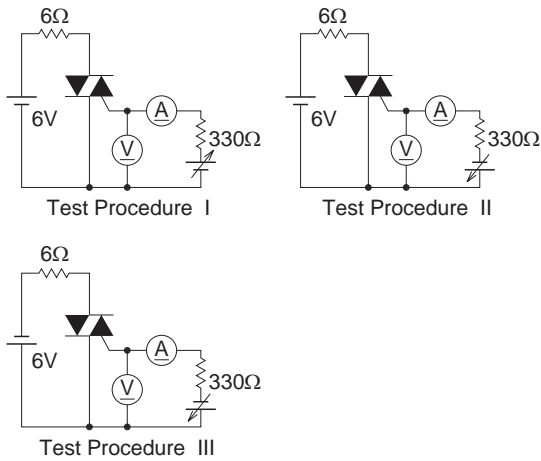 6Ω
6V
A
V
330Ω
Test Procedure I
6Ω
6V
A
V
330Ω
Test Procedure II
6Ω
6V
A
V
330Ω
Test Procedure III